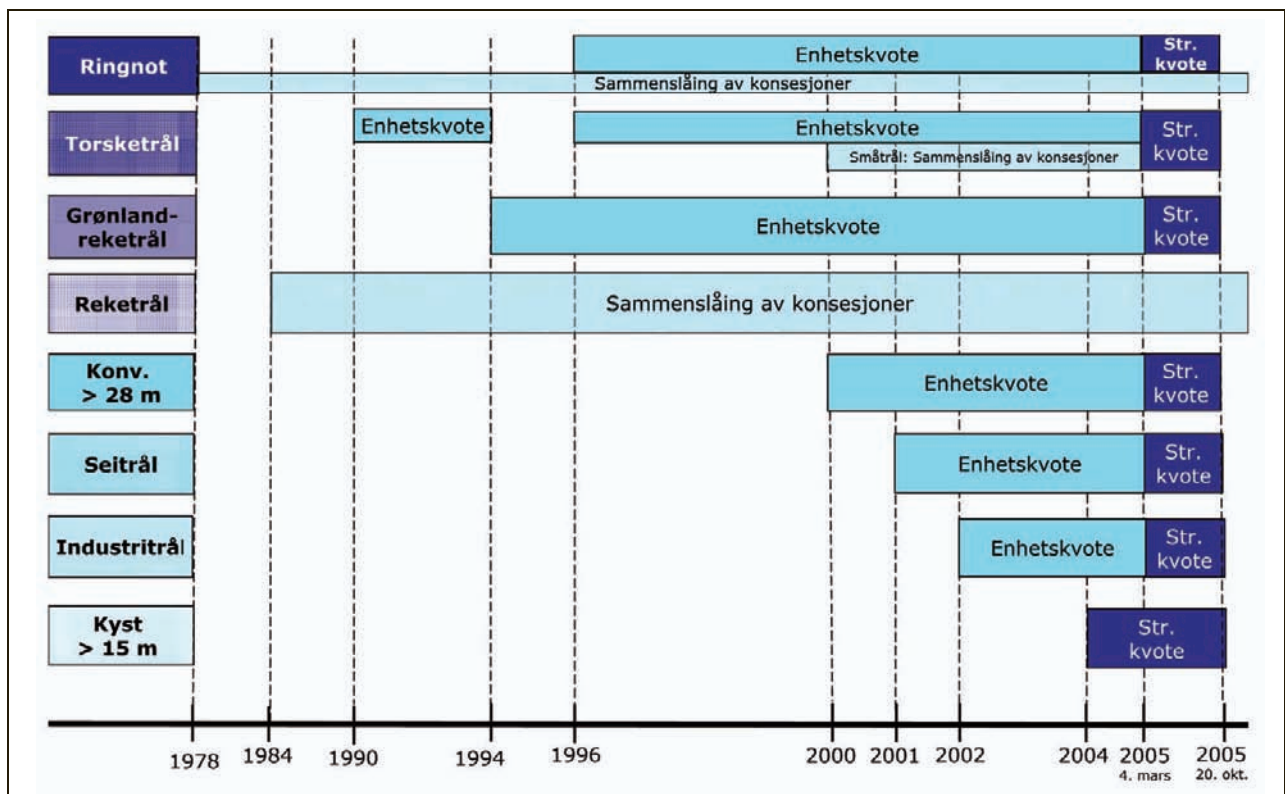 Ringnot
Enhetskvote
Str.
kvote
Sammenslåing av konsesjoner
Torsketrål
Enhetskvote
Enhetskvote
Str.
kvote
Småtrål: Sammenslåing av konsesjoner
Grønland-
reketrål
Enhetskvote
Str.
kvote
Reketrål
Sammenslåing av konsesjoner
Konv.
> 28 m
Enhetskvote
Str.
kvote
Seitrål
Enhetskvote
Str.
kvote
Industritrål
Enhetskvote
Str.
kvote
Kyst
> 15 m
Str.
kvote
1978 1984 1990 1994 1996 2000 2001 2002 2004 2005 2005
4. mars 20. okt.